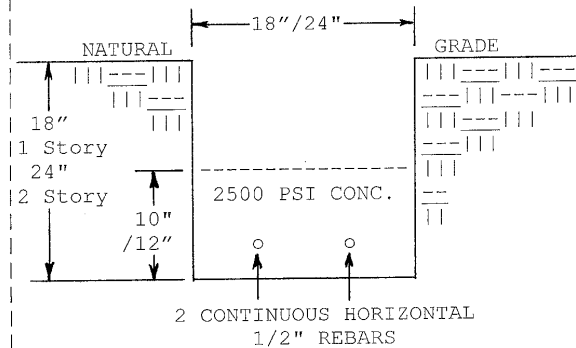 18"/24"
NATURAL
GRADE
18"
1 Story
24"
2 Story
2500 PSI CONC.
10"
/12"
2 CONTINUOUS HORIZONTAL
1/2" REBARS